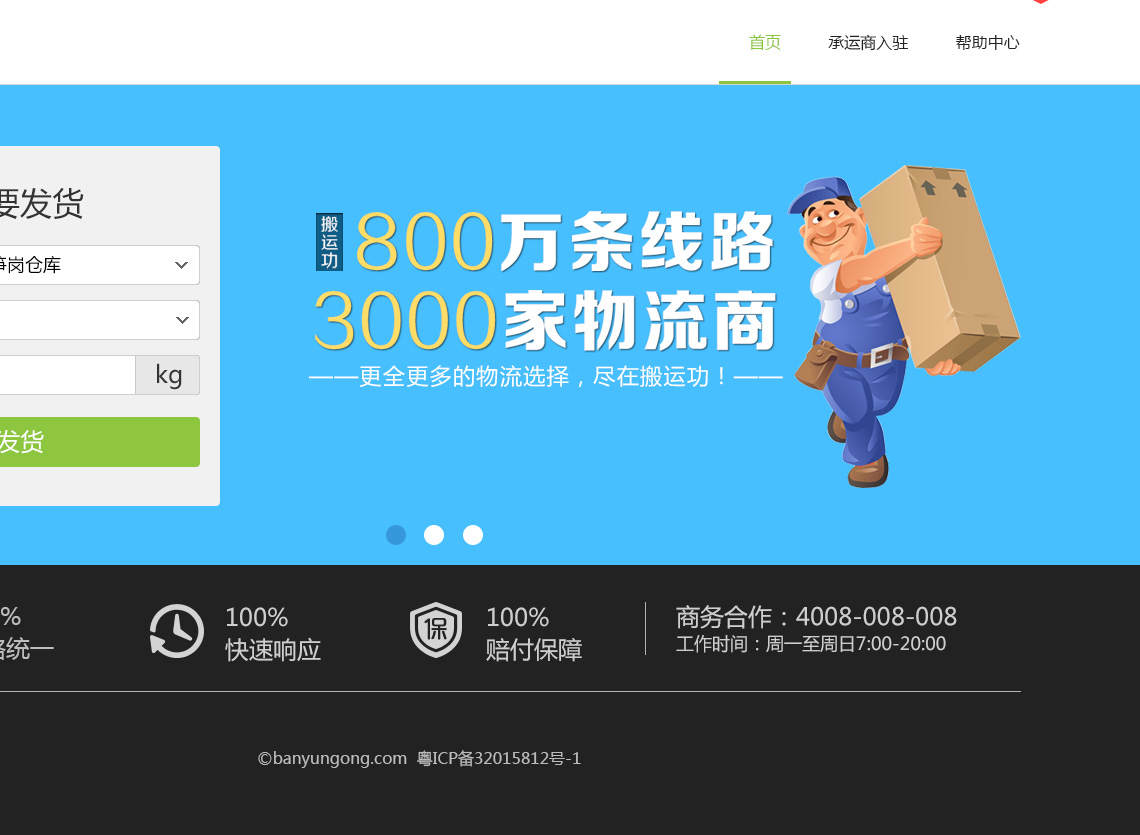 首页 承运商入驻 帮助中心
要发货
笋岗仓库
kg
发货
搬运功
800万条线路
3000家物流商
——更全更多的物流选择，尽在搬运功！——
%
格统一
100%
快速响应
保
100%
赔付保障
商务合作：4008-008-008
工作时间：周一至周日7:00-20:00
©banyungong.com 粤ICP备32015812号-1